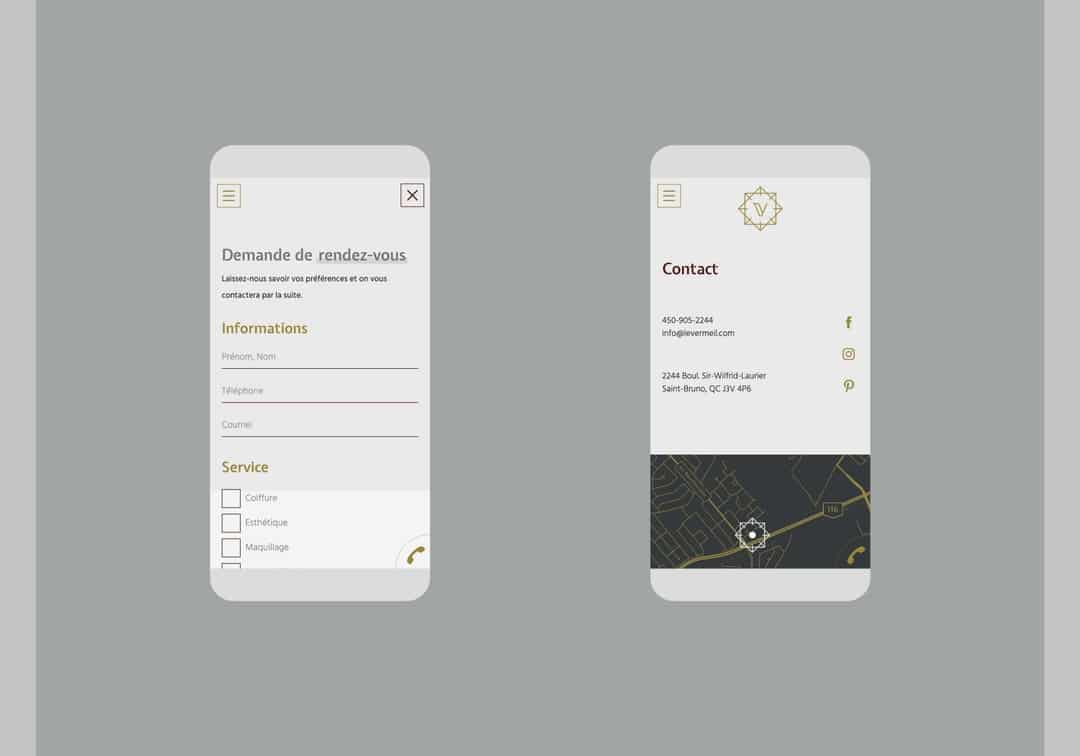 Demande de rendez-vous
Laissez-nous savoir vos préférences et on vous
contactera par la suite.
Informations
Prénom, Nom
Téléphone
Courriel
Service
Coiffure
Esthétique
Maquillage
V
Contact
450-905-2244
info@levermeil.com
2244 Boul. Sir-Wilfrid-Laurier
Saint-Bruno, QC J3V 4P6
116